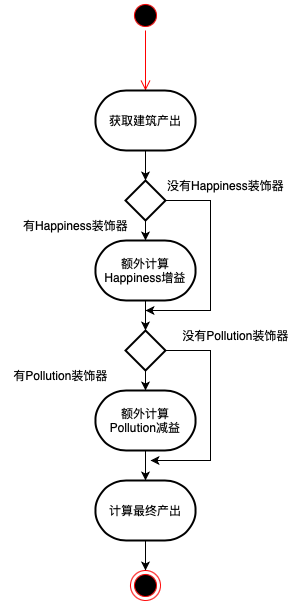 获取建筑产出
没有Happiness装饰器
有Happiness装饰器
额外计算
Happiness增益
没有Pollution装饰器
有Pollution装饰器
额外计算
Pollution减益
计算最终产出